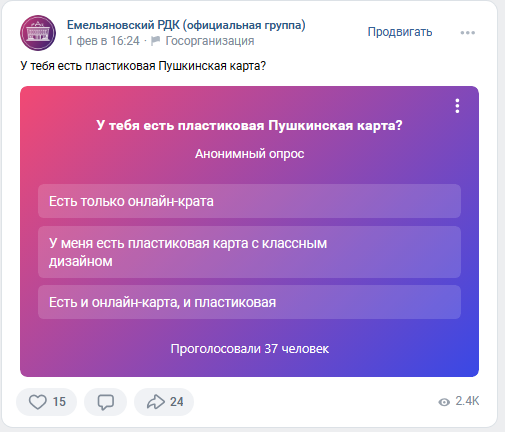 Емельяновский РДК (официальная группа)
1 фев в 16:24 · Госорганизация
Продвигать
У тебя есть пластиковая Пушкинская карта?
У тебя есть пластиковая Пушкинская карта?
Анонимный опрос
Есть только онлайн-крата
У меня есть пластиковая карта с классным
дизайном
Есть и онлайн-карта, и пластиковая
Проголосовали 37 человек
15
24
2.4K